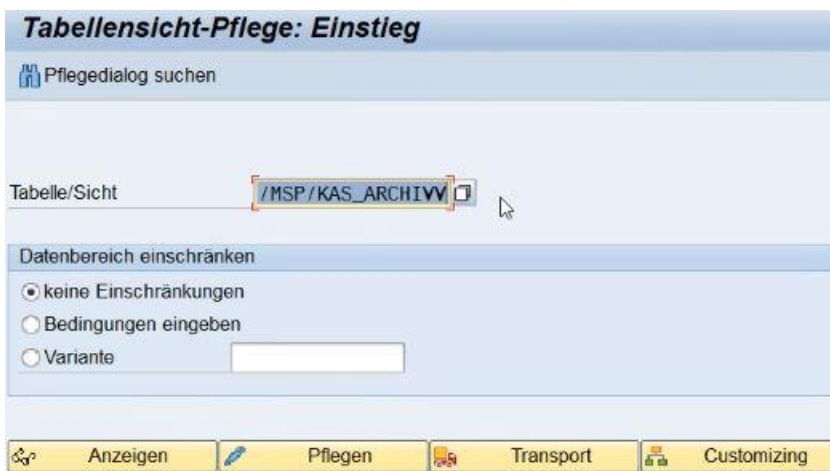 Tabellensicht-Pflege: Einstieg
Pflegedialog suchen
Tabelle/Sicht /MSP/KAS_ARCHIVV
Datenbereich einschränken
keine Einschränkungen
Bedingungen eingeben
Variante
Anzeigen Pflegen Transport Customizing